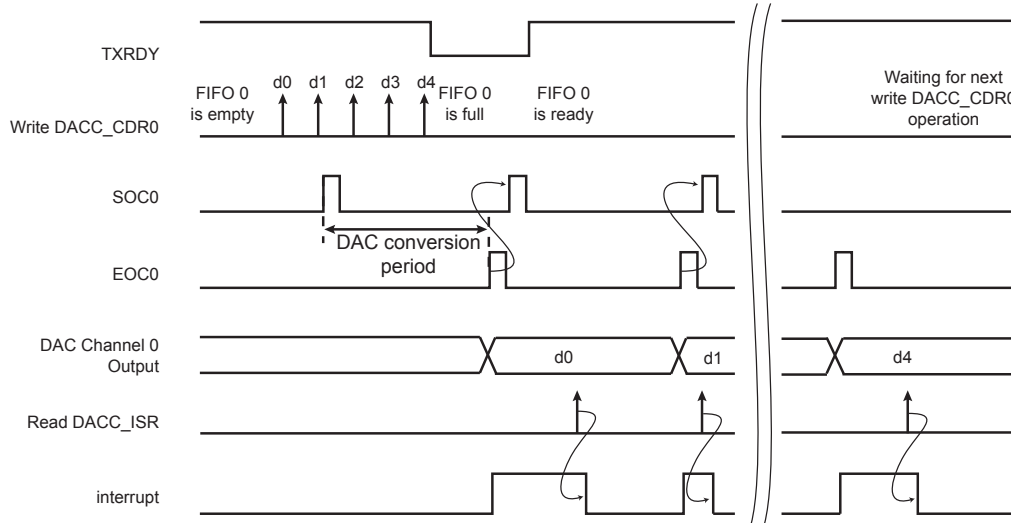 TXRDY
FIFO 0
is empty
d0
d1
d2
d3
d4
FIFO 0
is full
FIFO 0
is ready
Waiting for next
write DACC_CDR0
operation
Write DACC_CDR0
SOC0
DAC conversion
period
EOC0
DAC Channel 0
Output
d0
d1
d4
Read DACC_ISR
interrupt